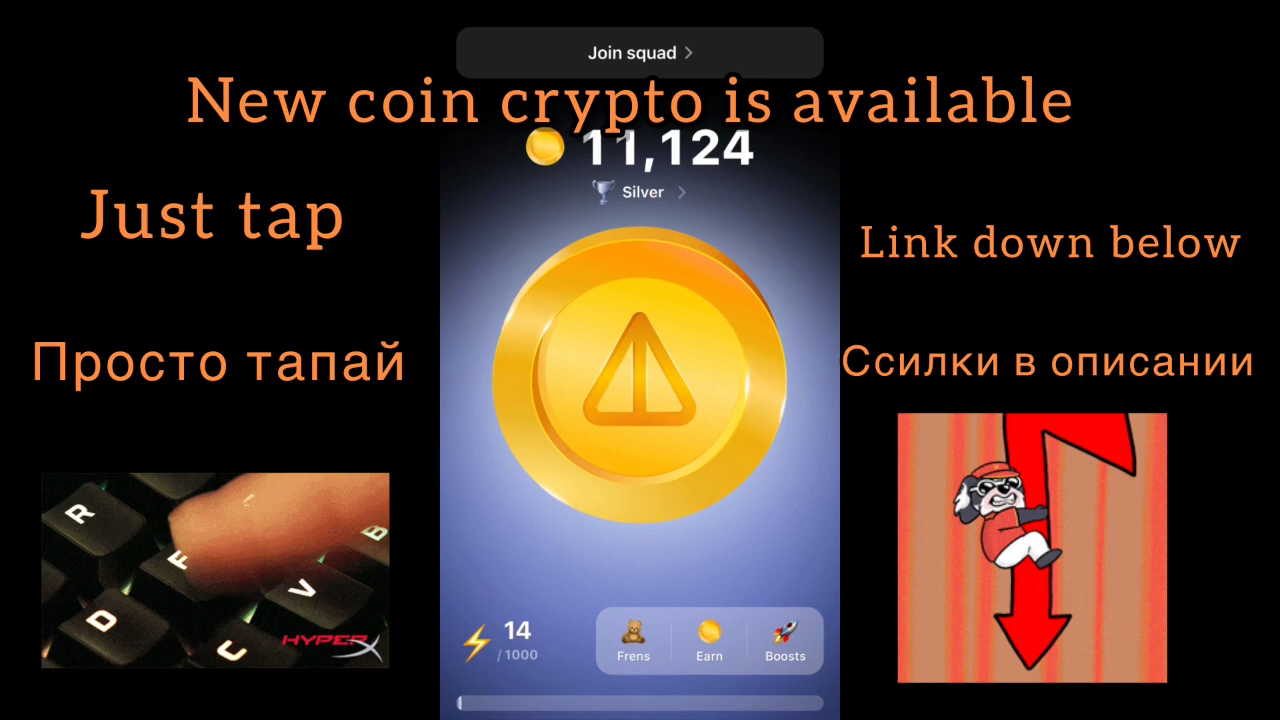 Join squad
New coin crypto is available
11,124
Silver
Just tap
Link down below
Просто тапай
Ссилки в описании
R
F
B
V
D
C
HYPERX
14
/ 1000
Frens
Earn
Boosts